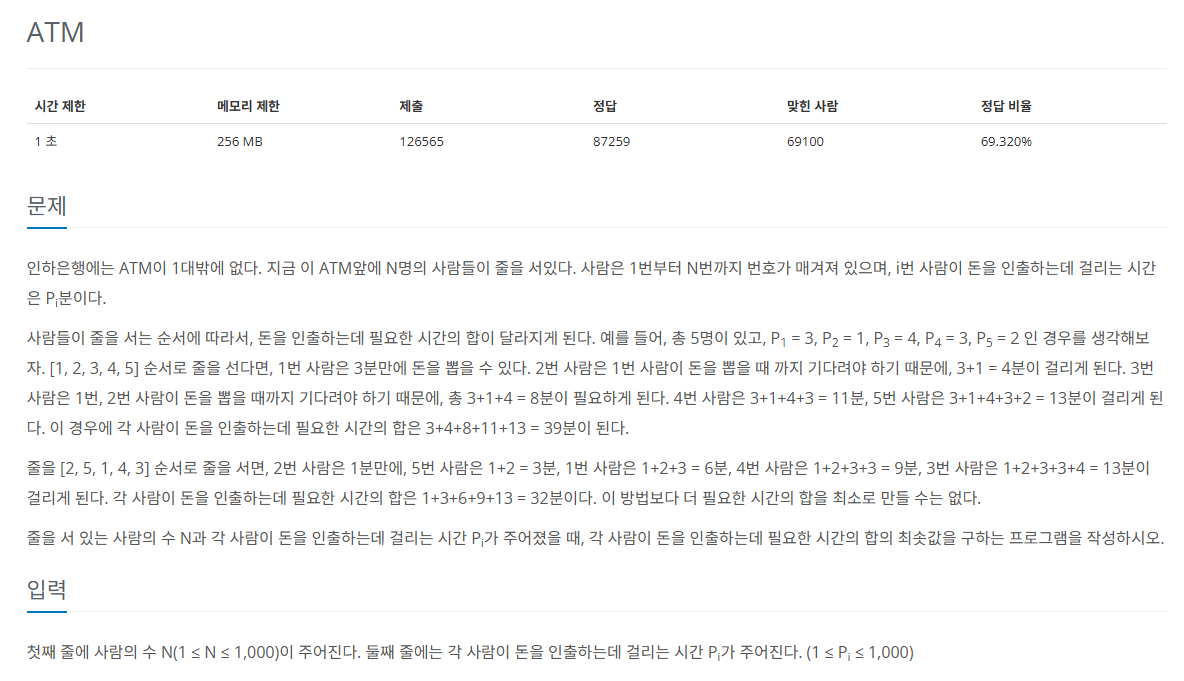 ATM
시간 제한 메모리 제한 제출 정답 맞힌 사람 정답 비율
1 초 256 MB 126565 87259 69100 69.320%
문제
인하은행에는 ATM이 1대밖에 없다. 지금 이 ATM앞에 N명의 사람들이 줄을 서있다. 사람은 1번부터 N번까지 번호가 매겨져 있으며, i번 사람이 돈을 인출하는데 걸리는 시간
은 Pi분이다.
사람들이 줄을 서는 순서에 따라서, 돈을 인출하는데 필요한 시간의 합이 달라지게 된다. 예를 들어, 총 5명이 있고, P1 = 3, P2 = 1, P3 = 4, P4 = 3, P5 = 2 인 경우를 생각해보
자. [1, 2, 3, 4, 5] 순서로 줄을 선다면, 1번 사람은 3분만에 돈을 뽑을 수 있다. 2번 사람은 1번 사람이 돈을 뽑을 때 까지 기다려야 하기 때문에, 3+1 = 4분이 걸리게 된다. 3번
사람은 1번, 2번 사람이 돈을 뽑을 때까지 기다려야 하기 때문에, 총 3+1+4 = 8분이 필요하게 된다. 4번 사람은 3+1+4+3 = 11분, 5번 사람은 3+1+4+3+2 = 13분이 걸리게 된
다. 이 경우에 각 사람이 돈을 인출하는데 필요한 시간의 합은 3+4+8+11+13 = 39분이 된다.
줄을 [2, 5, 1, 4, 3] 순서로 줄을 서면, 2번 사람은 1분만에, 5번 사람은 1+2 = 3분, 1번 사람은 1+2+3 = 6분, 4번 사람은 1+2+3+3 = 9분, 3번 사람은 1+2+3+3+4 = 13분이
걸리게 된다. 각 사람이 돈을 인출하는데 필요한 시간의 합은 1+3+6+9+13 = 32분이다. 이 방법보다 더 필요한 시간의 합을 최소로 만들 수는 없다.
줄을 서 있는 사람의 수 N과 각 사람이 돈을 인출하는데 걸리는 시간 Pi가 주어졌을 때, 각 사람이 돈을 인출하는데 필요한 시간의 합의 최솟값을 구하는 프로그램을 작성하시오.
입력
첫째 줄에 사람의 수 N(1 ≤ N ≤ 1,000)이 주어진다. 둘째 줄에는 각 사람이 돈을 인출하는데 걸리는 시간 Pi가 주어진다. (1 ≤ Pi ≤ 1,000)